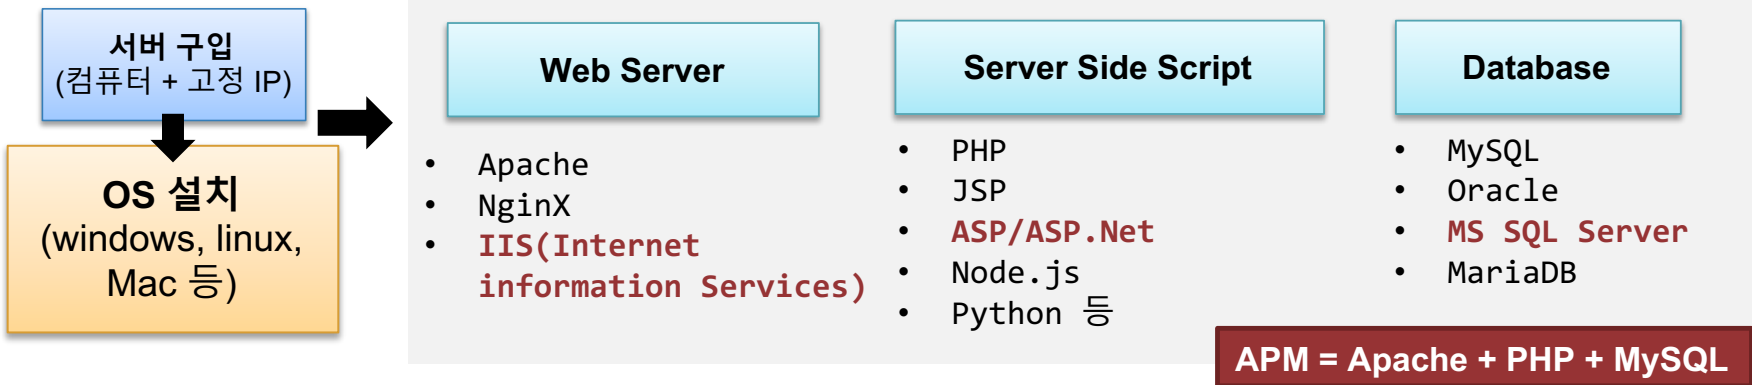 서버 구입
(컴퓨터 + 고정 IP)
OS 설치
(windows, linux,
Mac 등)
Web Server
• Apache
• NginX
• IIS(Internet
information Services)
Server Side Script
• PHP
• JSP
• ASP/ASP.Net
• Node.js
• Python 등
Database
• MySQL
• Oracle
• MS SQL Server
• MariaDB
APM = Apache + PHP + MySQL